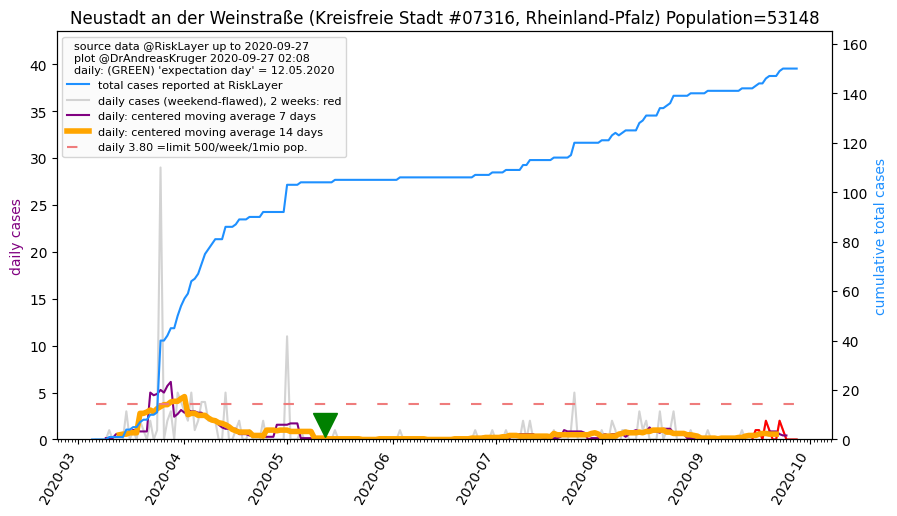 Neustadt an der Weinstraße (Kreisfreie Stadt #07316, Rheinland-Pfalz) Population=53148
source data @RiskLayer up to 2020-09-27
plot @DrAndreasKruger 2020-09-27 02:08
daily: (GREEN) 'expectation day' = 12.05.2020
total cases reported at RiskLayer
daily cases (weekend-flawed), 2 weeks: red
daily: centered moving average 7 days
daily: centered moving average 14 days
daily 3.80 =limit 500/week/1mio pop.
daily cases
40
35
30
25
20
15
10
5
0
cumulative total cases
160
140
120
100
80
60
40
20
0
2020-03
2020-04
2020-05
2020-06
2020-07
2020-08
2020-09
2020-10